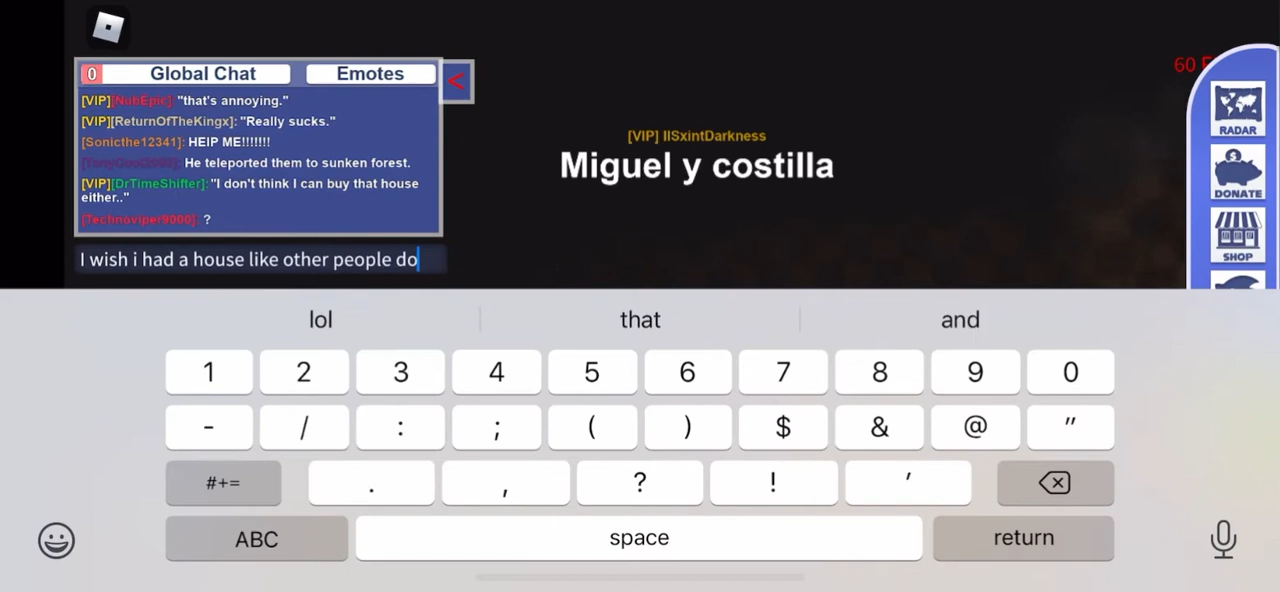 0 Global Chat Emotes
<
[VIP][NubEpic]: "that's annoying."
[VIP][ReturnOfTheKingx]: "Really sucks."
[Sonicthe12341]: HEIP ME!!!!!!!
He teleported them to sunken forest.
[VIP][DrTimeShifter]: "I don't think I can buy that house
either.."
[Technoviper9000]: ?
I wish i had a house like other people do
[VIP] IISxintDarkness
Miguel y costilla
60
RADAR
DONATE
SHOP
lol that and
1 2 3 4 5 6 7 8 9 0
- / : ; ( ) $ & @ "
#+= . , ? ! '
ABC space return